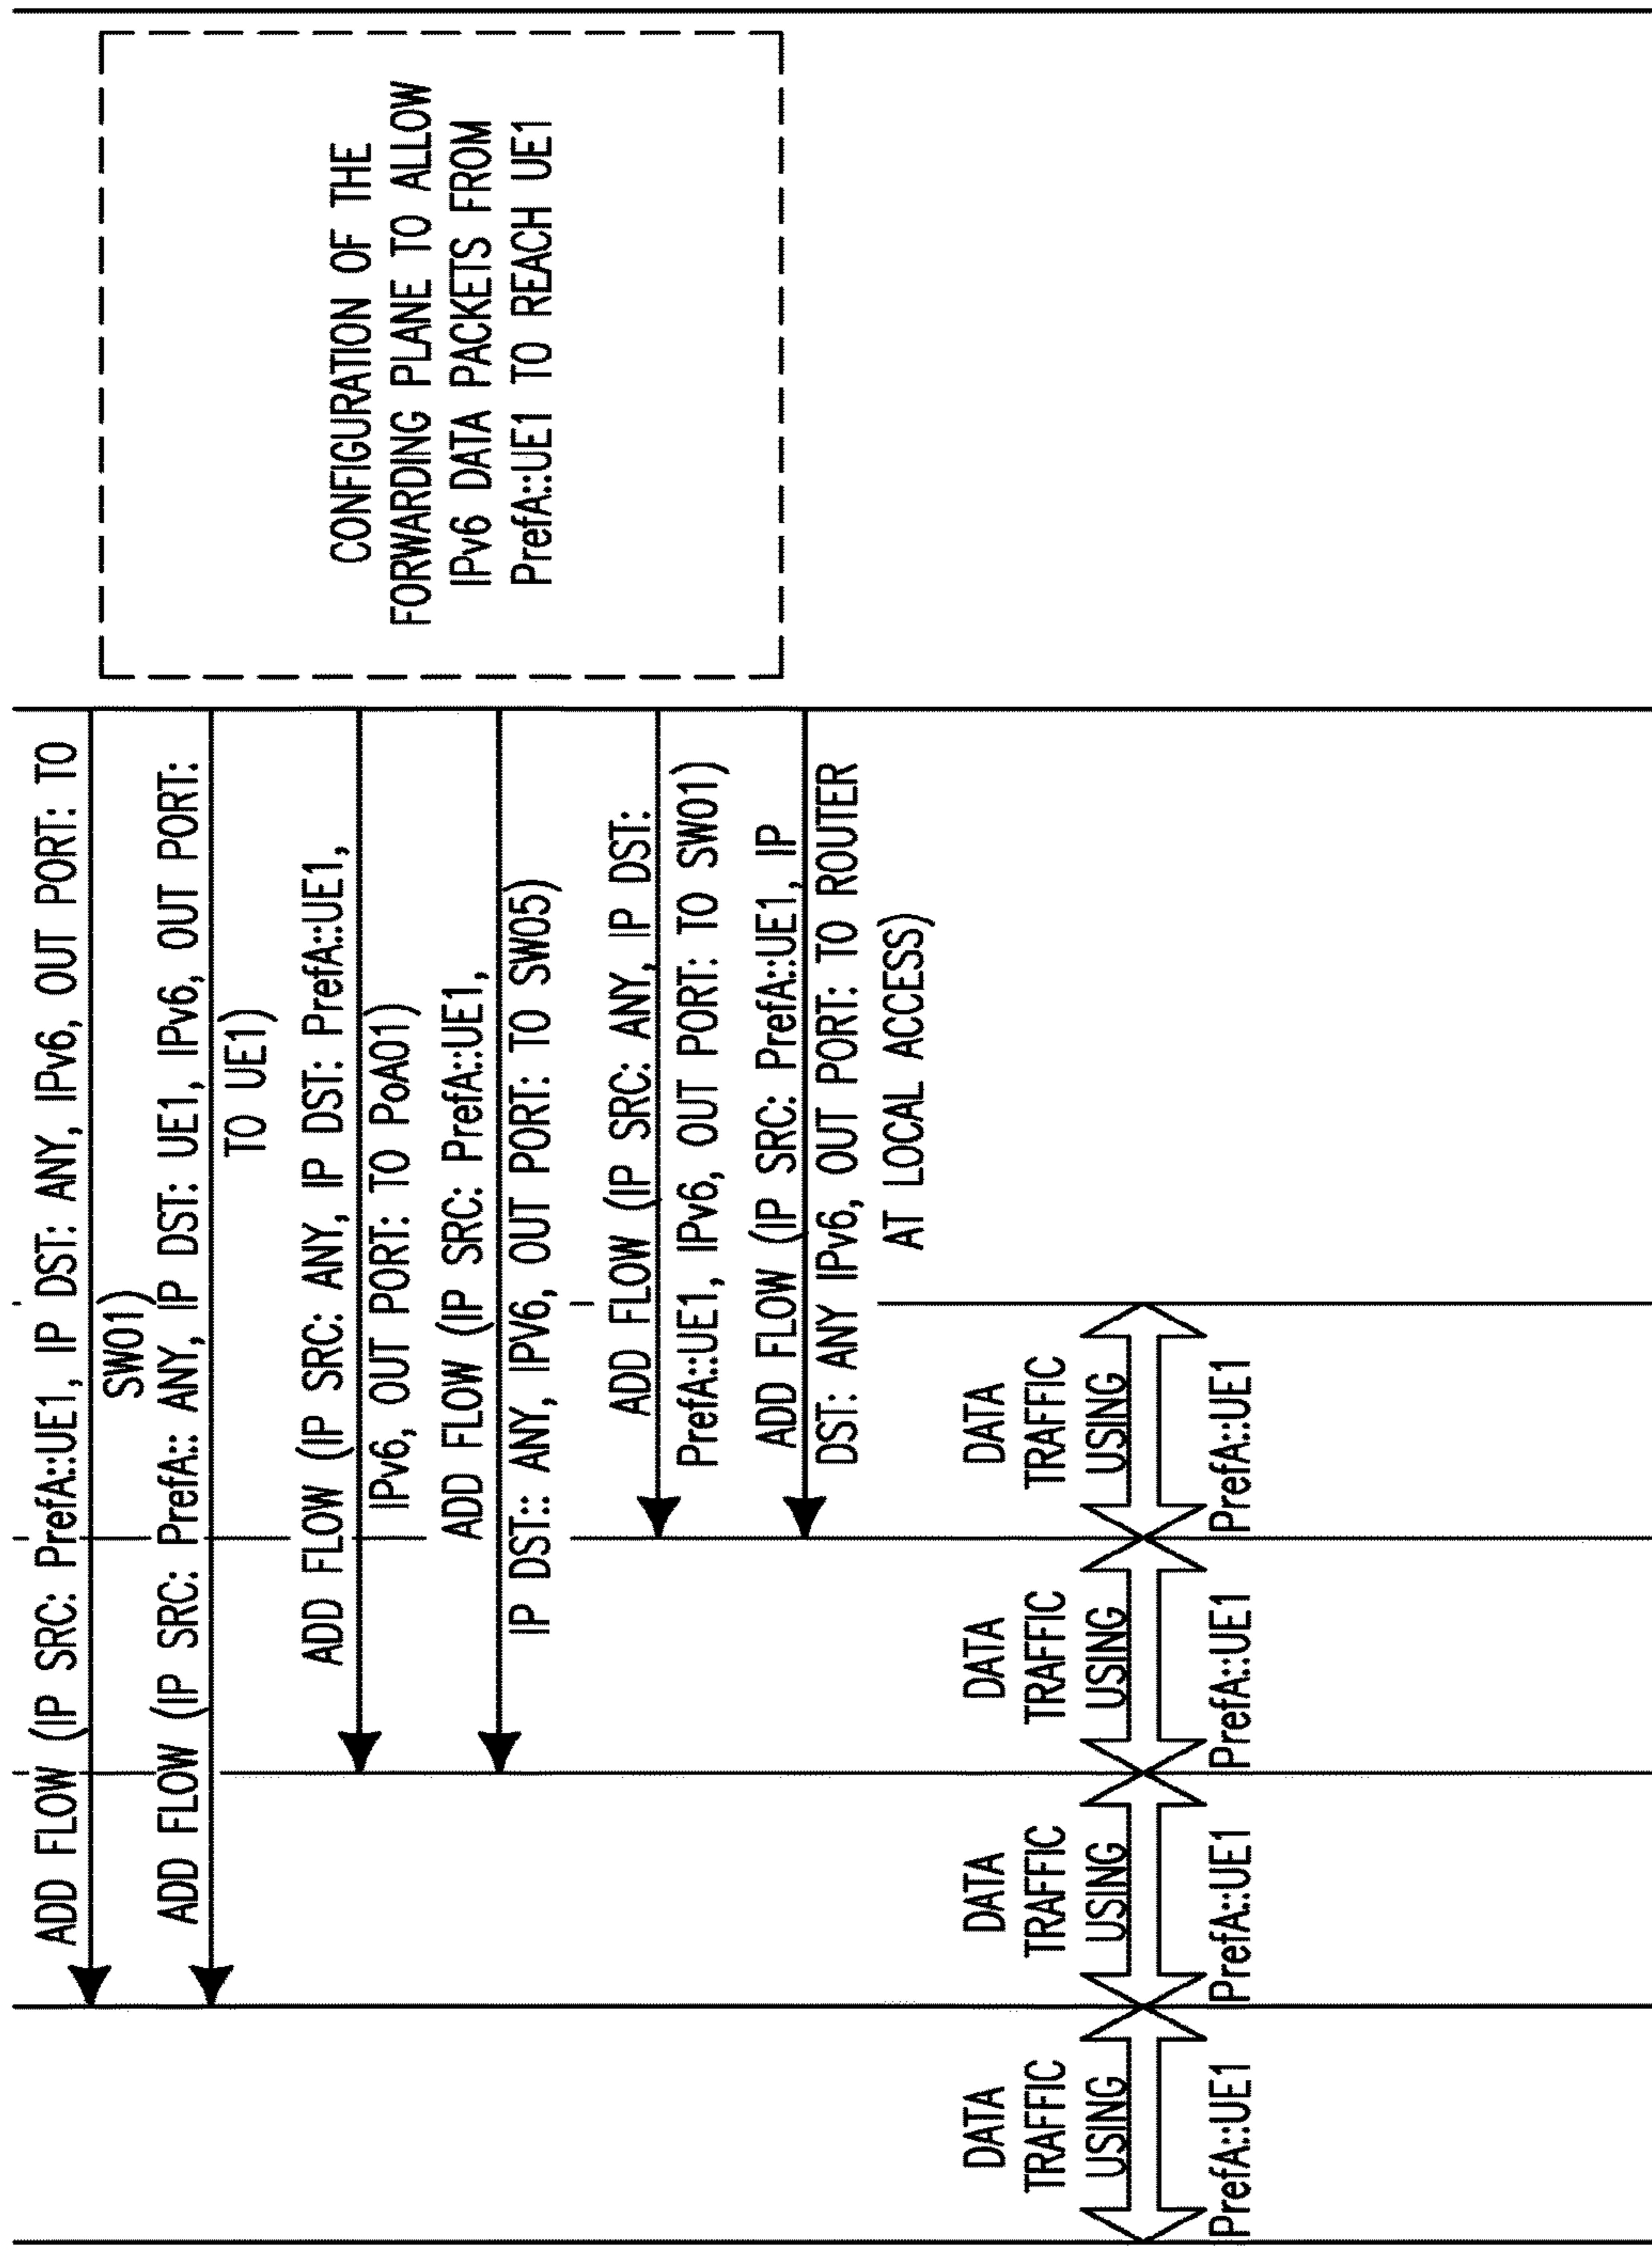 ADD FLOW (IP SRC: PrefA::UE1, IP DST: ANY, IPv6, OUT PORT: TO
SW01)
ADD FLOW (IP SRC: PrefA:: ANY, IP DST: UE1, IPv6, OUT PORT:
TO UE1)
ADD FLOW (IP SRC: ANY, IP DST: PrefA::UE1,
IPv6, OUT PORT: TO PoA01)
ADD FLOW (IP SRC: PrefA::UE1,
IP DST:: ANY, IPV6, OUT PORT: TO SW05)
ADD FLOW (IP SRC: ANY, IP DST:
PrefA::UE1, IPv6, OUT PORT: TO SW01)
ADD FLOW (IP SRC: PrefA::UE1, IP
DST: ANY IPv6, OUT PORT: TO ROUTER
AT LOCAL ACCESS)
CONFIGURATION OF THE
FORWARDING PLANE TO ALLOW
IPv6 DATA PACKETS FROM
PrefA::UE1 TO REACH UE1
DATA
TRAFFIC
USING
PrefA::UE1
DATA
TRAFFIC
USING
PrefA::UE1
DATA
TRAFFIC
USING
PrefA::UE1
DATA
TRAFFIC
USING
PrefA::UE1